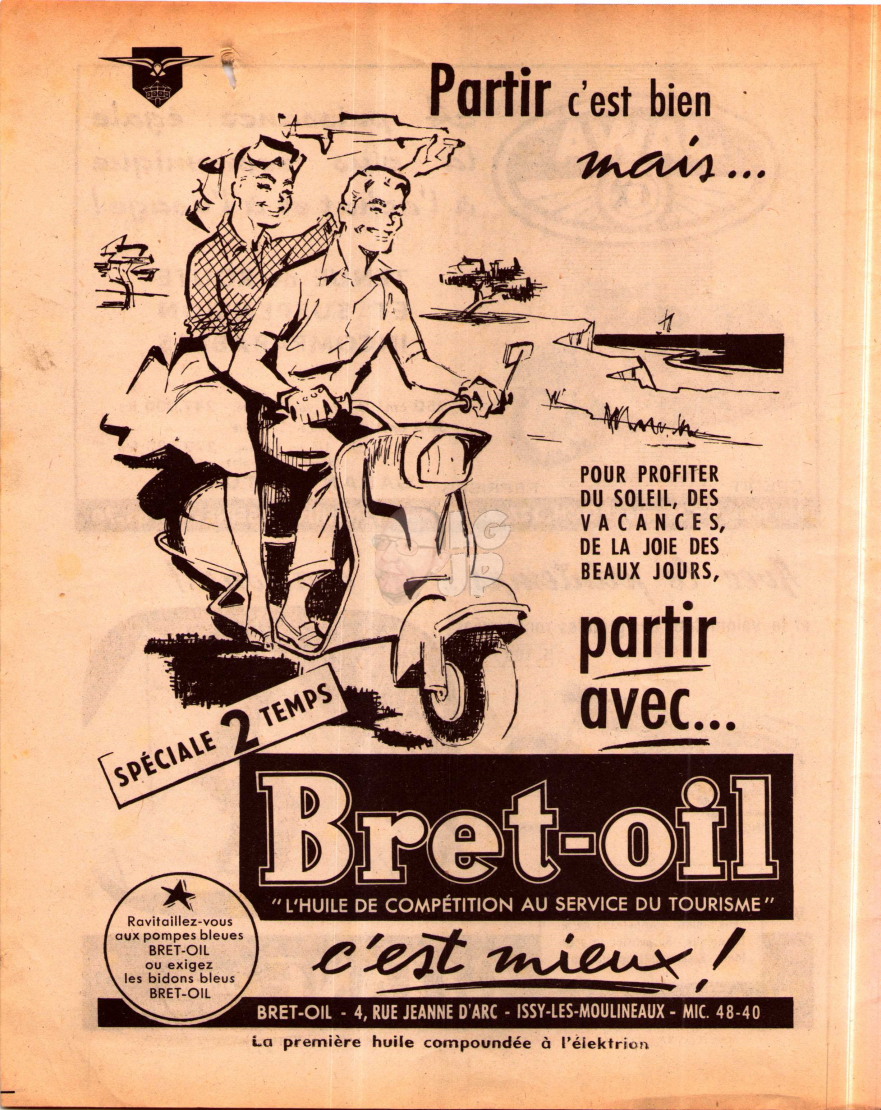 Partir c'est bien
mais...
POUR PROFITER
DU SOLEIL, DES
VACANCES,
DE LA JOIE DES
BEAUX JOURS,
partir
avec...
SPÉCIALE 2 TEMPS
Bret-oil
"L'HUILE DE COMPÉTITION AU SERVICE DU TOURISME"
c'est mieux !
Ravitaillez-vous
aux pompes bleues
BRET-OIL
ou exigez
les bidons bleus
BRET-OIL
BRET-OIL - 4, RUE JEANNE D'ARC - ISSY-LES-MOULINEAUX - MIC. 48-40
La première huile compoundée à l'élektrion